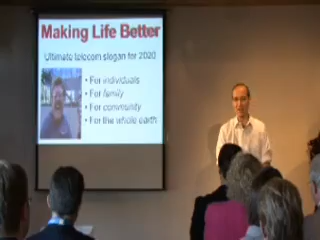 Making Life Better
Ultimate telecom slogan for 2020
• For individuals
• For family
• For community
• For the whole earth